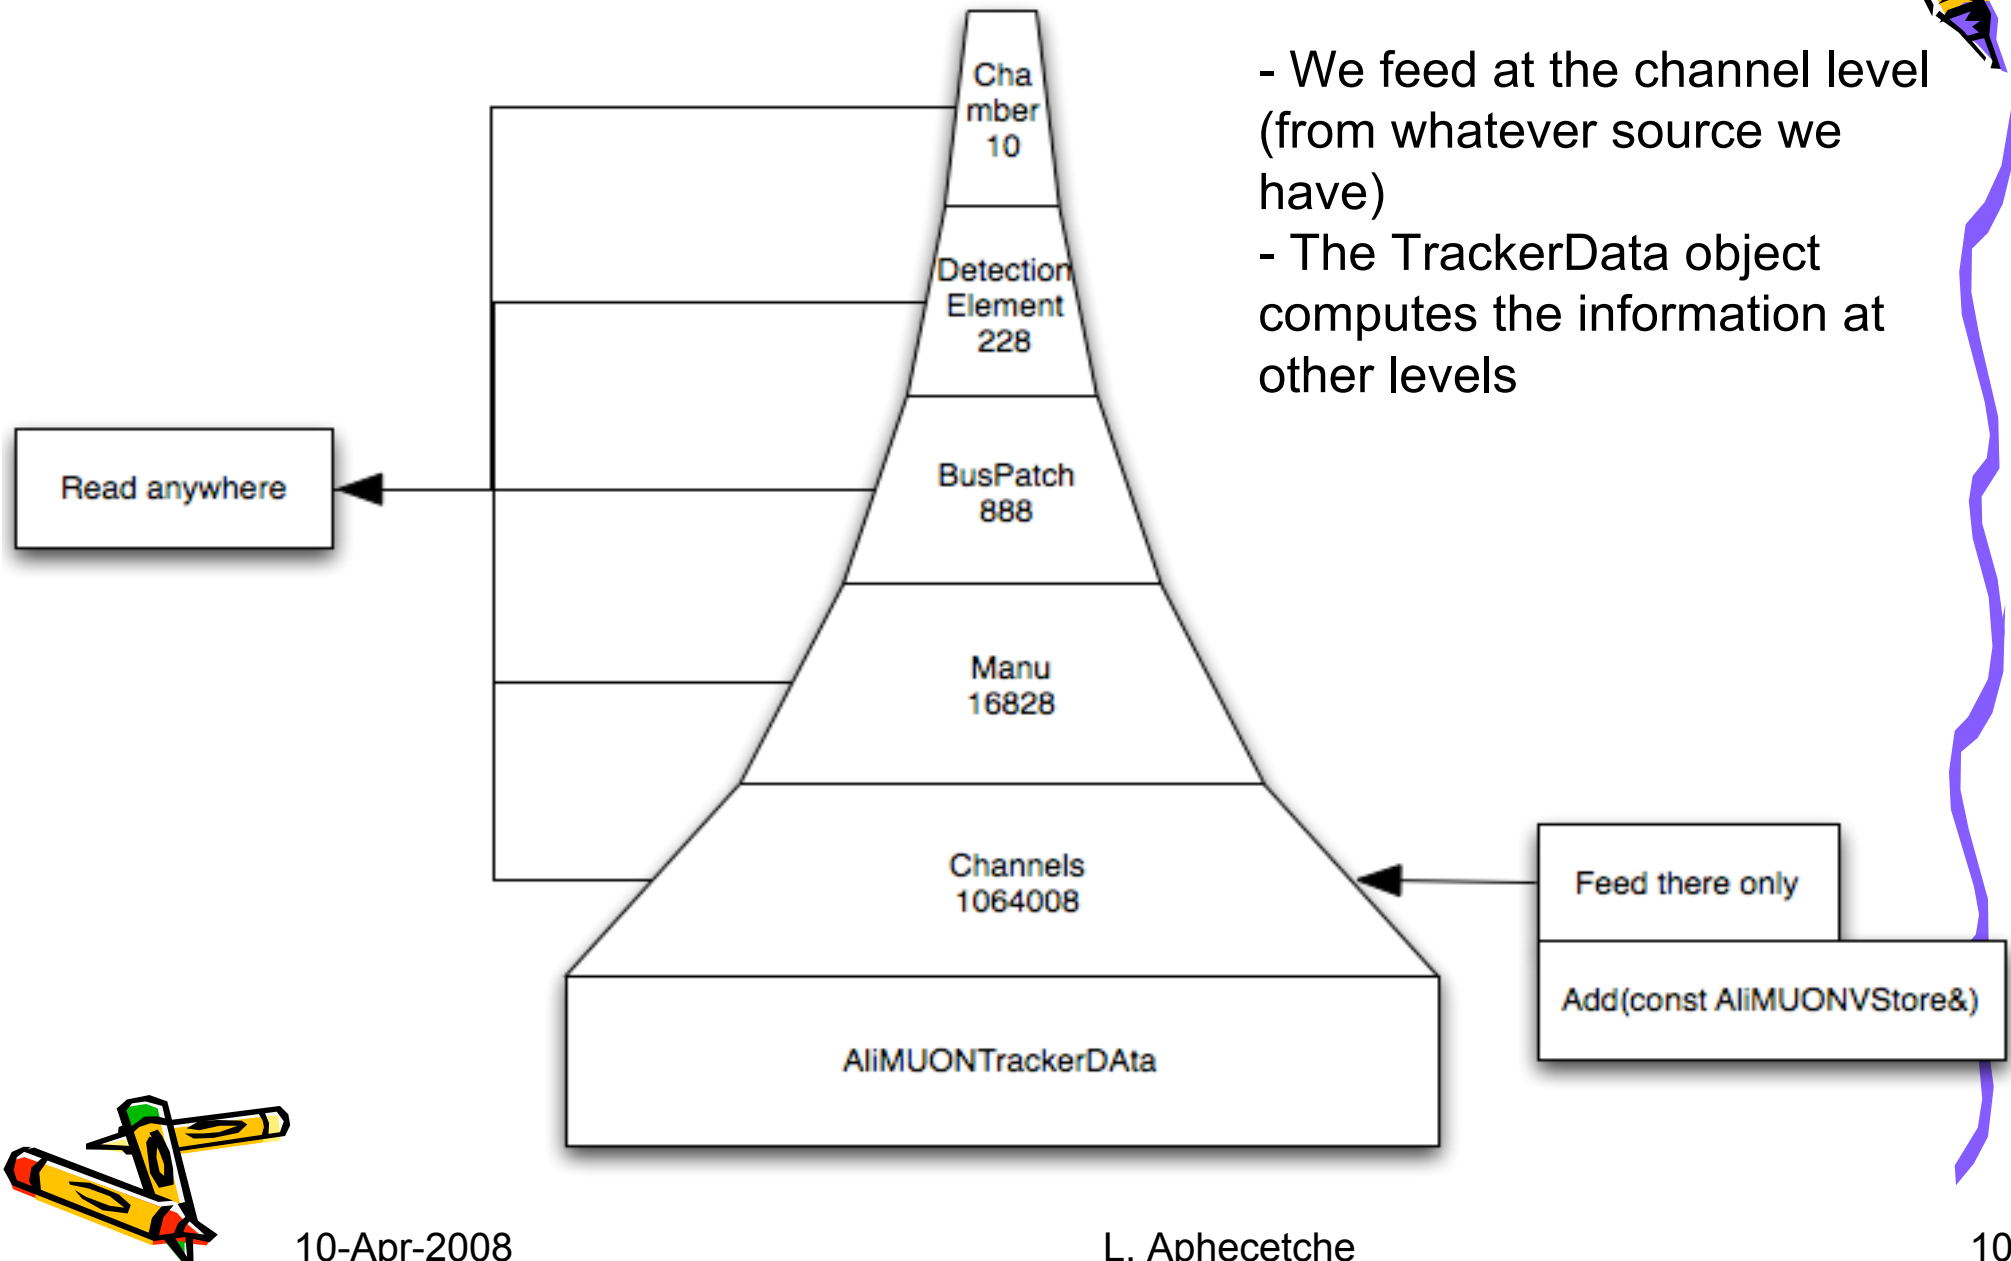 Cha
mber
10
- We feed at the channel level
(from whatever source we
have)
- The TrackerData object
computes the information at
other levels
Detection
Element
228
Read anywhere
BusPatch
888
Manu
16828
Channels
1064008
Feed there only
Add(const AliMUONVStore&)
AliMUONTrackerDAta
10-Apr-2008
L. Aphecetche
10